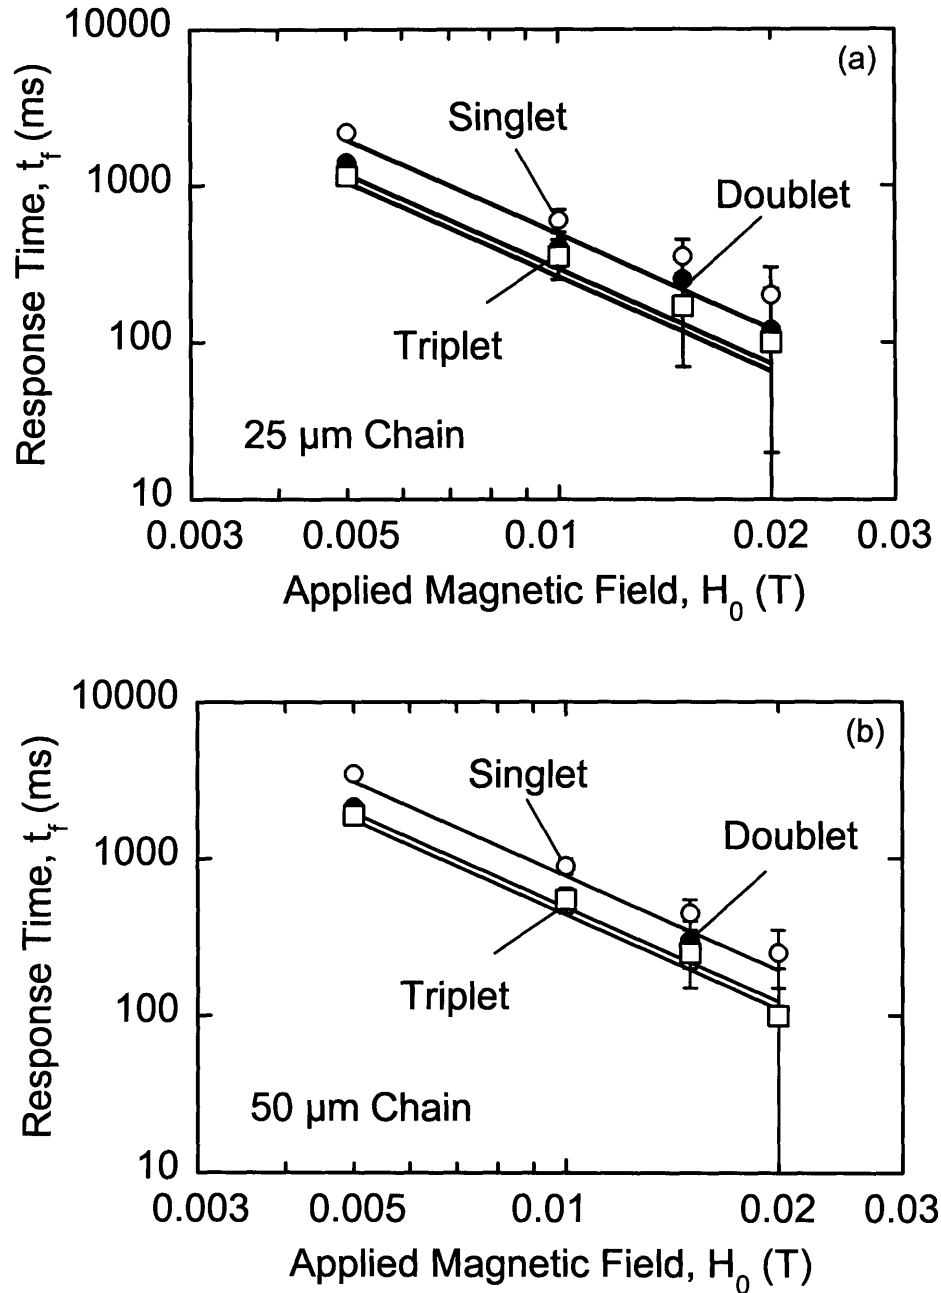 10000
(a)
Response Time, t_f (ms)
Singlet
1000
Doublet
100
Triplet
25 µm Chain
10
0.003 0.005 0.01 0.02 0.03
Applied Magnetic Field, H_0 (T)
10000
(b)
Response Time, t_f (ms)
Singlet
Doublet
1000
Triplet
100
50 µm Chain
10
0.003 0.005 0.01 0.02 0.03
Applied Magnetic Field, H_0 (T)